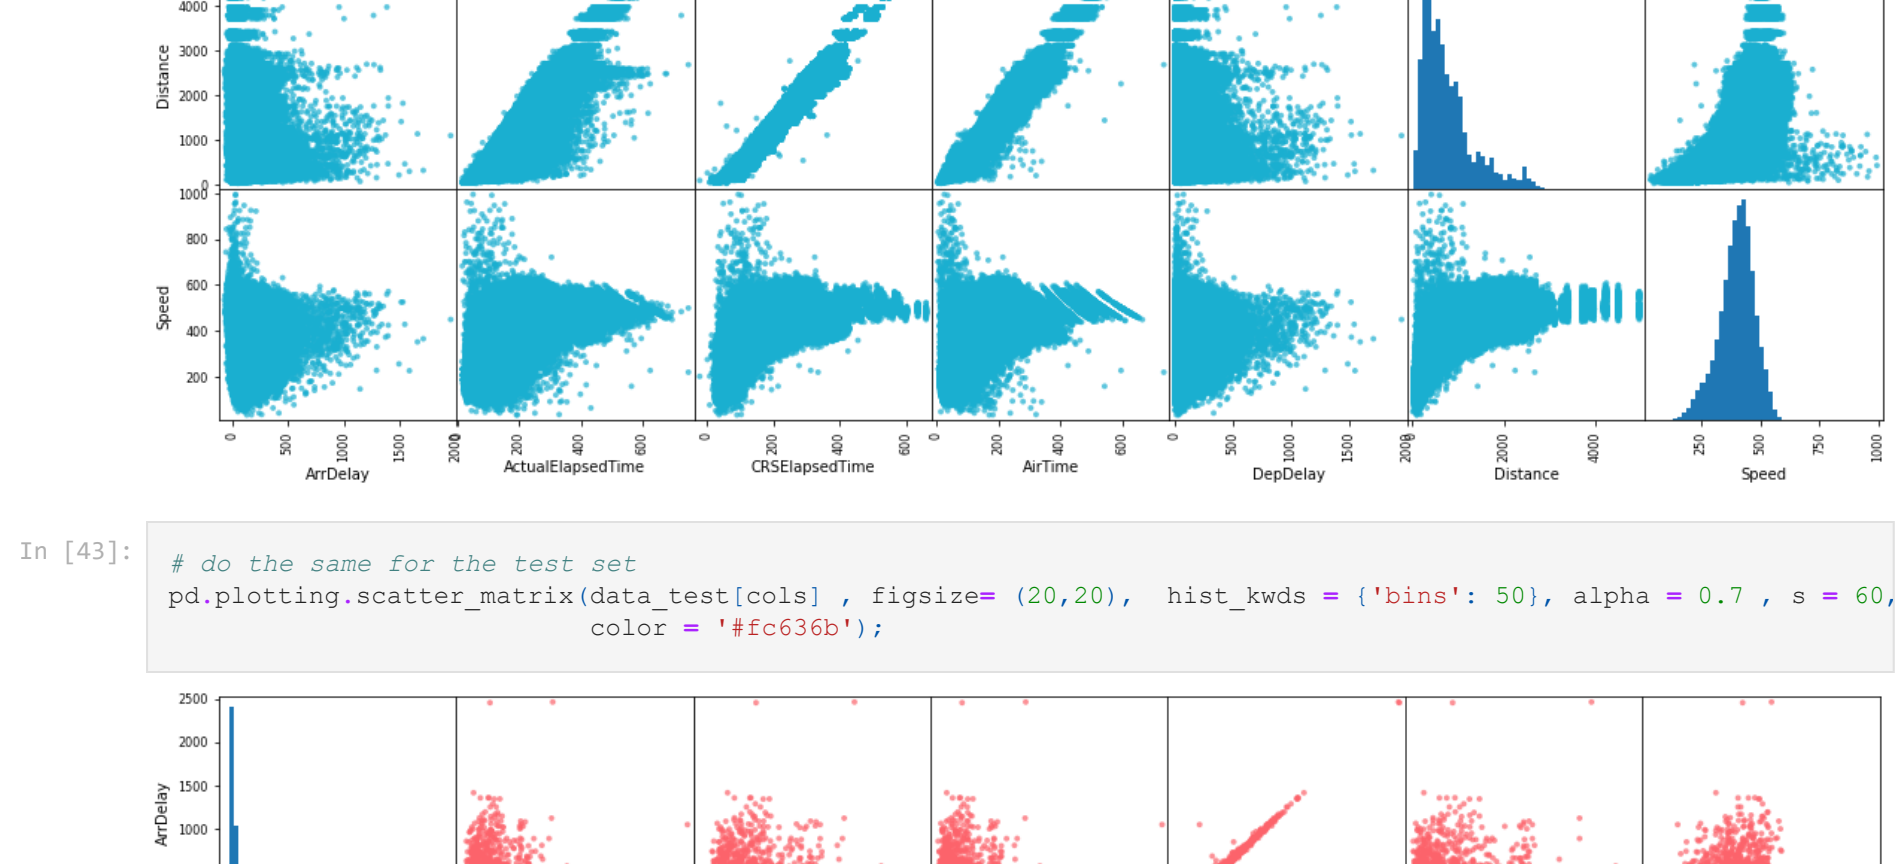 4000
3000
2000
1000
0
Distance
1000
800
600
400
200
Speed
0 500 1000 1500 2000
0 200 400 600
0 200 400 600
0 200 400 600
0 500 1000 1500 2000
0 2000 4000
250 500 750 1000
ArrDelay ActualElapsedTime CRSElapsedTime AirTime DepDelay Distance Speed
In [43]:
# do the same for the test set
pd.plotting.scatter_matrix(data_test[cols] , figsize= (20,20),  hist_kwds = {'bins': 50}, alpha = 0.7 , s = 60,
color = '#fc636b');
2500
2000
1500
1000
ArrDelay